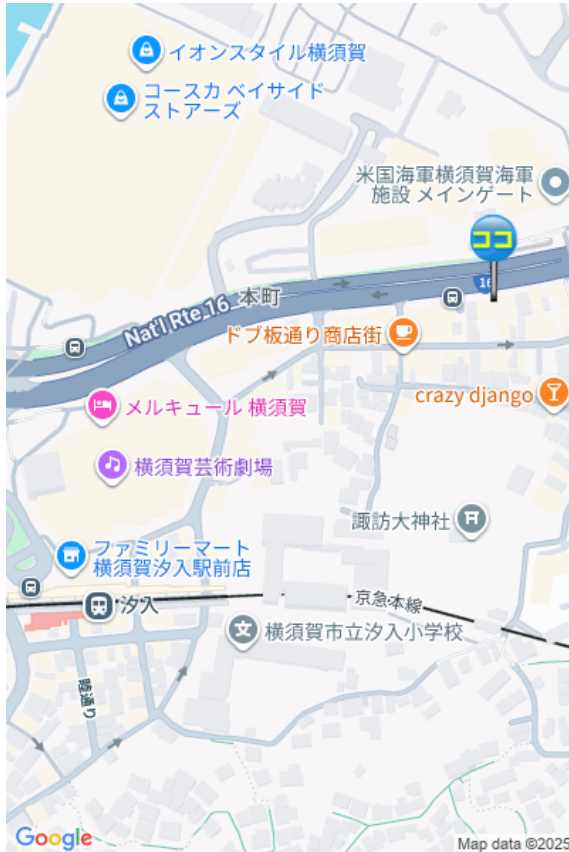 イオンスタイル横須賀
コースカ ベイサイド
ストアーズ
米国海軍横須賀海軍
施設 メインゲート
ココ
16
本町
Nat'l Rte 16
ドブ板通り商店街
crazy django
メルキュール 横須賀
横須賀芸術劇場
諏訪大神社
ファミリーマート
横須賀汐入駅前店
汐入
京急本線
横須賀市立汐入小学校
睦通り
Google
Map data ©2025